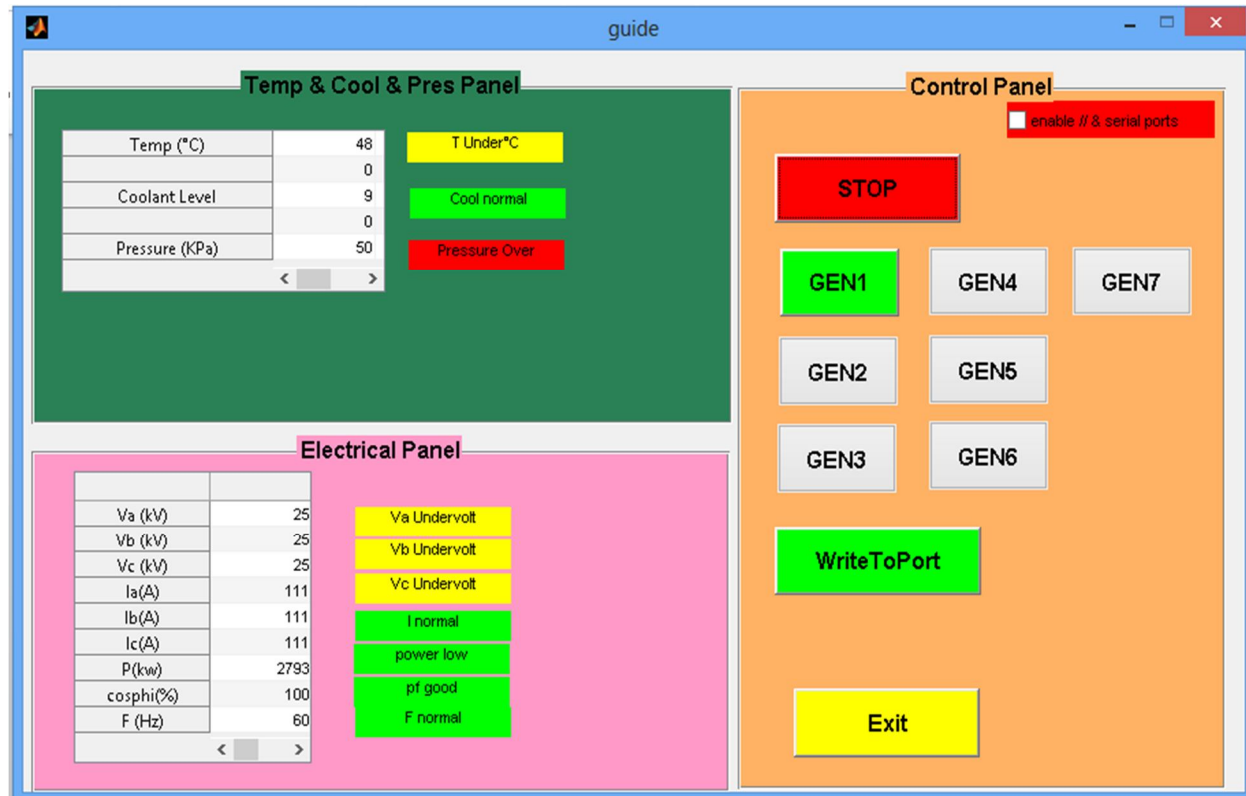 guide
Temp & Cool & Pres Panel
Temp (°C) 48 T Under°C
0
Coolant Level 9 Cool normal
0
Pressure (KPa) 50 Pressure Over
Electrical Panel
Va (kV) 25 Va Undervolt
Vb (kV) 25 Vb Undervolt
Vc (kV) 25 Vc Undervolt
Ia(A) 111
Ib(A) 111 I normal
Ic(A) 111
P(kw) 2793 power low
cosphi(%) 100 pf good
F (Hz) 60 F normal
Control Panel
enable // & serial ports
STOP
GEN1 GEN4 GEN7
GEN2 GEN5
GEN3 GEN6
WriteToPort
Exit